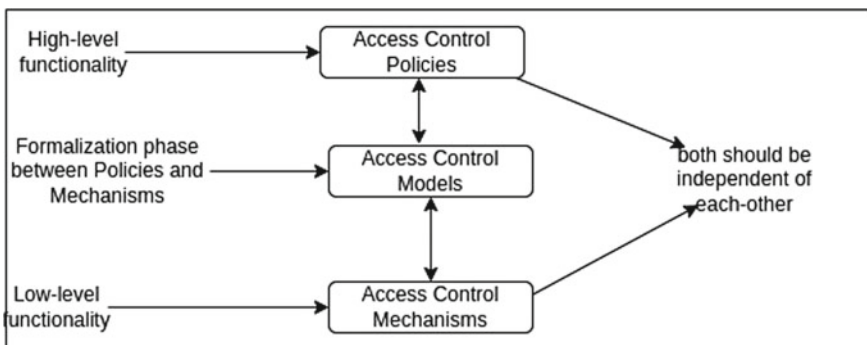 High-level
functionality
Access Control
Policies
Formalization phase
between Policies and
Mechanisms
Access Control
Models
both should be
independent of
each-other
Low-level
functionality
Access Control
Mechanisms